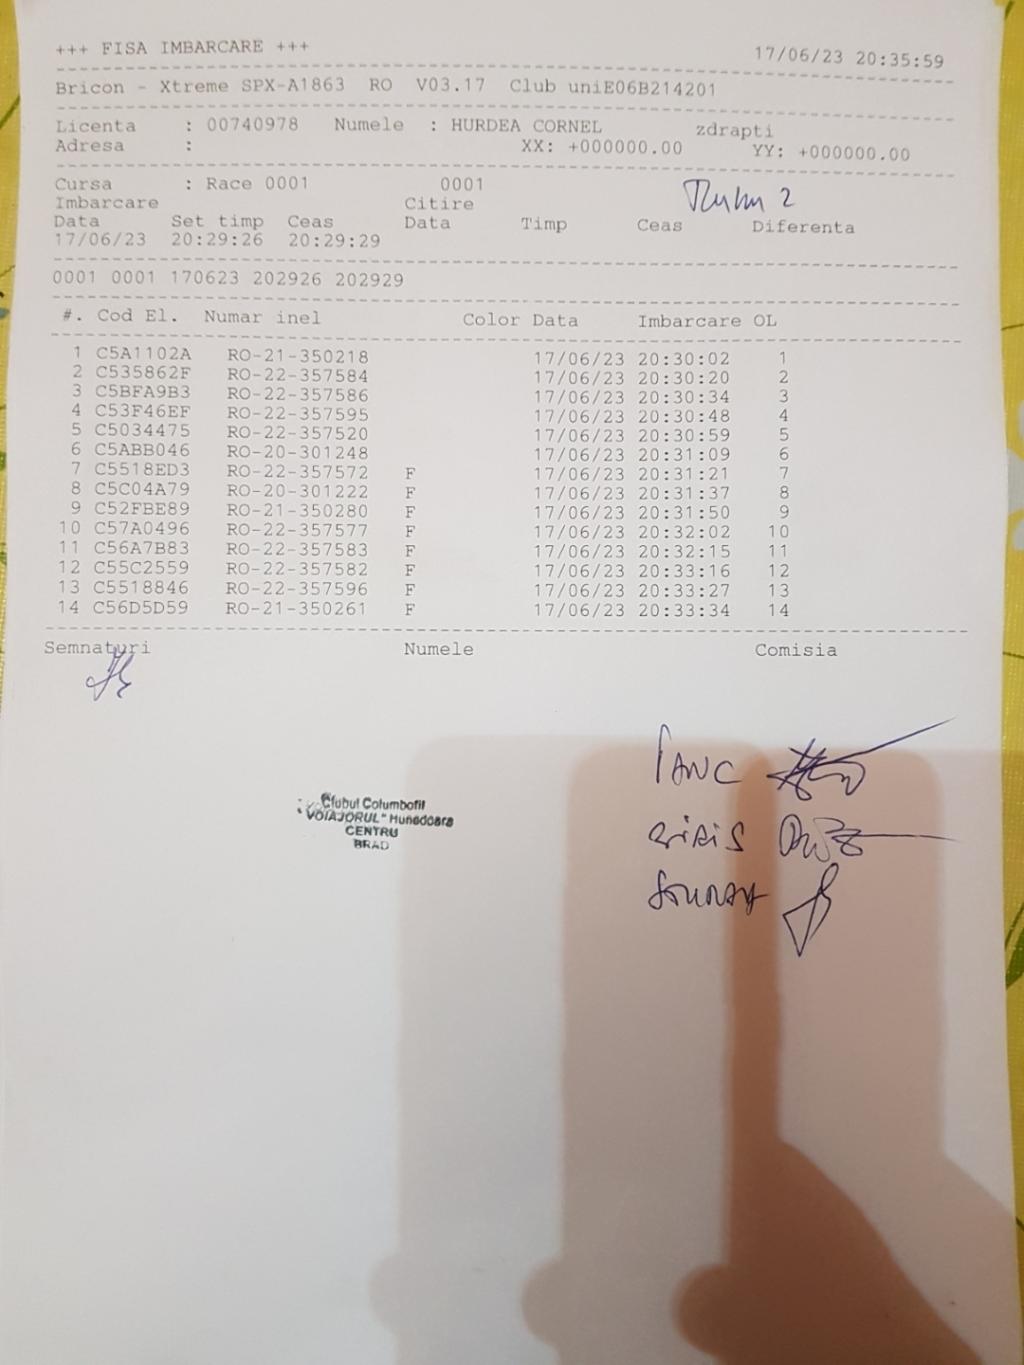 +++ FISA IMBARCARE +++ 17/06/23 20:35:59
Bricon - Xtreme SPX-A1863 RO V03.17 Club uniE06B214201
Licenta : 00740978 Numele : HURDEA CORNEL zdrapti
Adresa : XX: +000000.00 YY: +000000.00
Cursa : Race 0001 0001
Imbarcare Citire
Data Set timp Ceas Data Timp Ceas Diferenta
17/06/23 20:29:26 20:29:29
0001 0001 170623 202926 202929
#. Cod El. Numar inel Color Data Imbarcare OL
1 C5A1102A RO-21-350218 17/06/23 20:30:02 1
2 C535862F RO-22-357584 17/06/23 20:30:20 2
3 C5BFA9B3 RO-22-357586 17/06/23 20:30:34 3
4 C53F46EF RO-22-357595 17/06/23 20:30:48 4
5 C5034475 RO-22-357520 17/06/23 20:30:59 5
6 C5ABB046 RO-20-301248 17/06/23 20:31:09 6
7 C5518ED3 RO-22-357572 F 17/06/23 20:31:21 7
8 C5C04A79 RO-20-301222 F 17/06/23 20:31:37 8
9 C52FBE89 RO-21-350280 F 17/06/23 20:31:50 9
10 C57A0496 RO-22-357577 F 17/06/23 20:32:02 10
11 C56A7B83 RO-22-357583 F 17/06/23 20:32:15 11
12 C55C2559 RO-22-357582 F 17/06/23 20:33:16 12
13 C5518846 RO-22-357596 F 17/06/23 20:33:27 13
14 C56D5D59 RO-21-350261 F 17/06/23 20:33:34 14
Semnaturi Numele Comisia
IANC
Clubul Columbofil
"VOIAJORUL" Hunedoara
CENTRU
BRAD